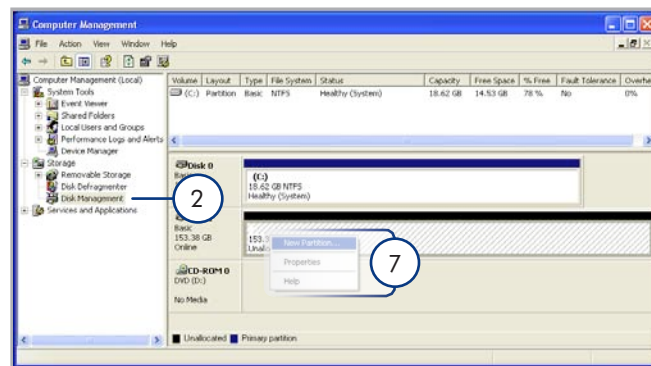 Computer Management
File Action View Window Help
Computer Management (Local)
System Tools
Event Viewer
Shared Folders
Local Users and Groups
Performance Logs and Alerts
Device Manager
Storage
Removable Storage
Disk Defragmenter
Disk Management
Services and Applications
Volume Layout Type File System Status Capacity Free Space % Free Fault Tolerance Overhe
(C:) Partition Basic NTFS Healthy (System) 18.62 GB 14.53 GB 78 % No 0%
Disk 0
(C:)
18.62 GB NTFS
Healthy (System)
2
Basic
153.38 GB
Online
153.
Unallo
New Partition...
Properties
Help
7
CD-ROM 0
DVD (D:)
No Media
Unallocated Primary partition